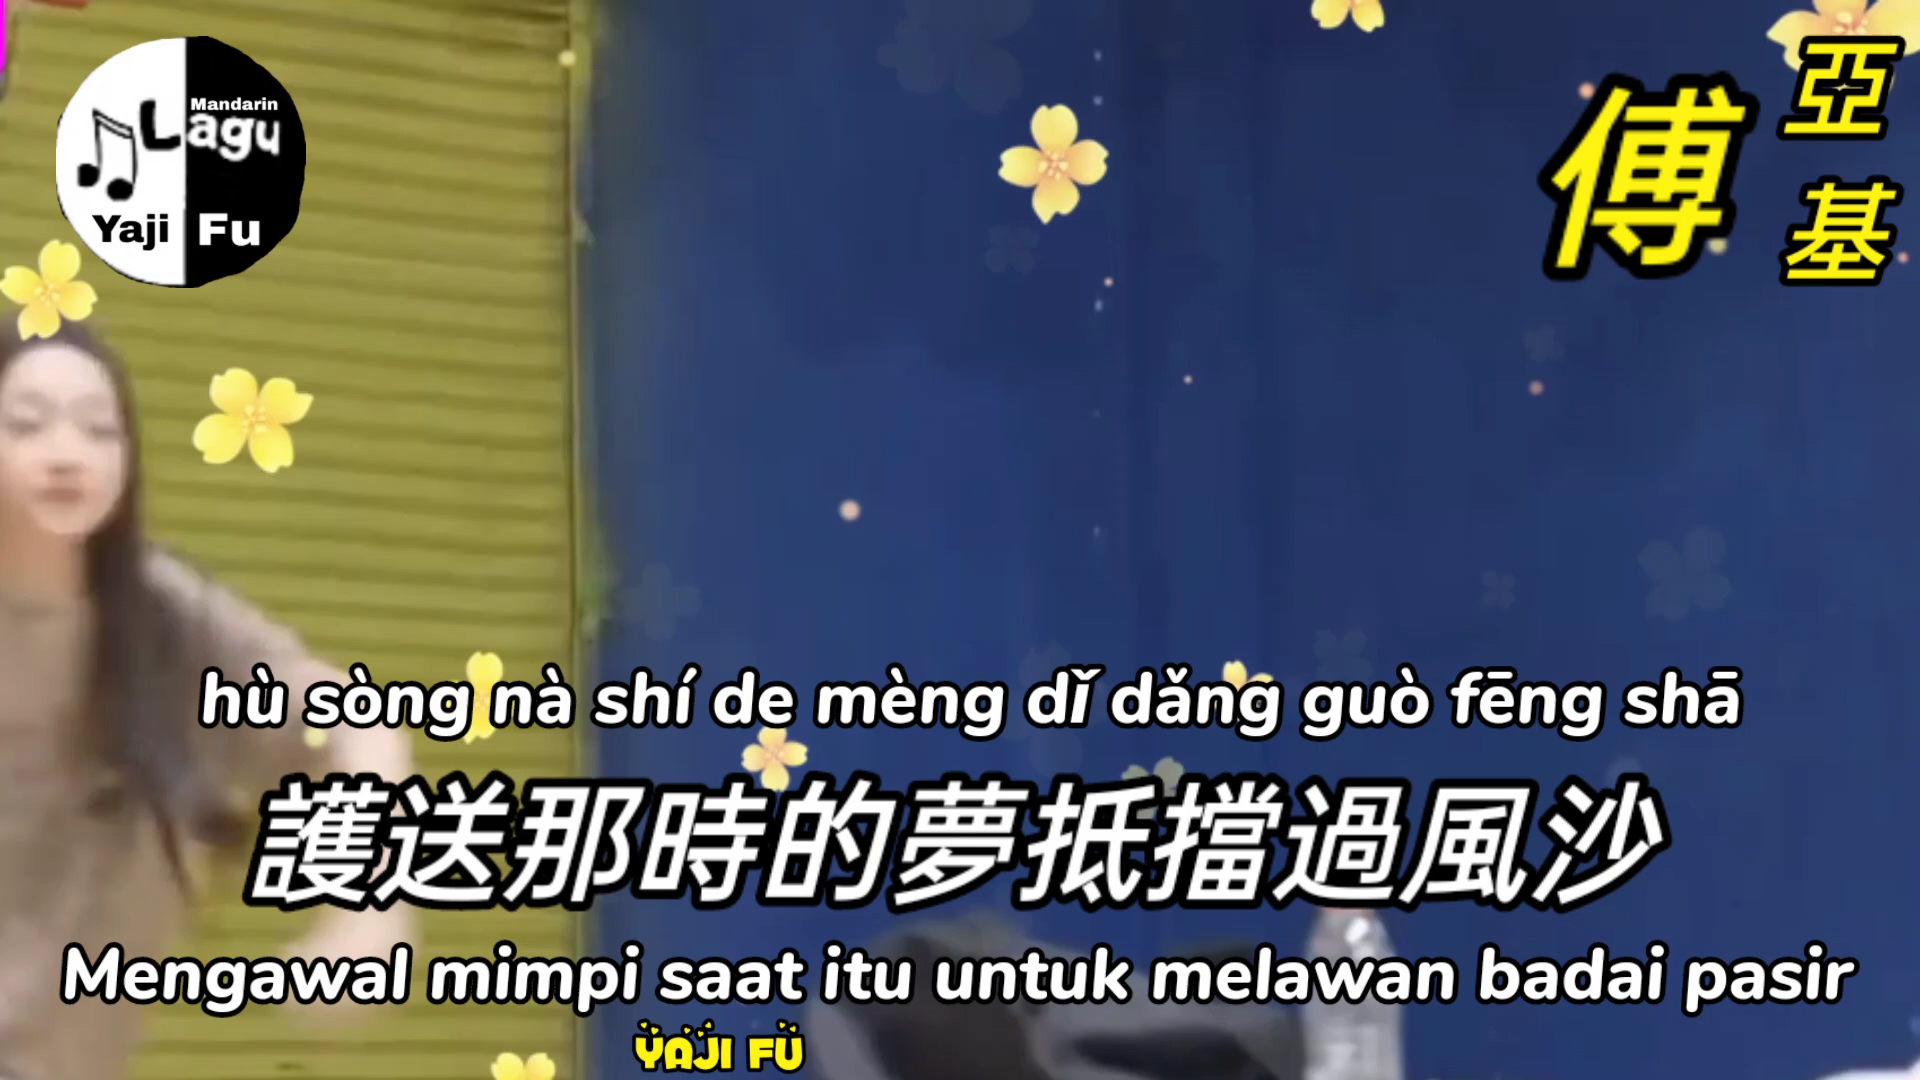 Mandarin
Lagu
Yaji Fu
傅
亞
基
hù sòng nà shí de mèng dǐ dǎng guò fēng shā
護送那時的夢抵擋過風沙
Mengawal mimpi saat itu untuk melawan badai pasir
YAJI FU